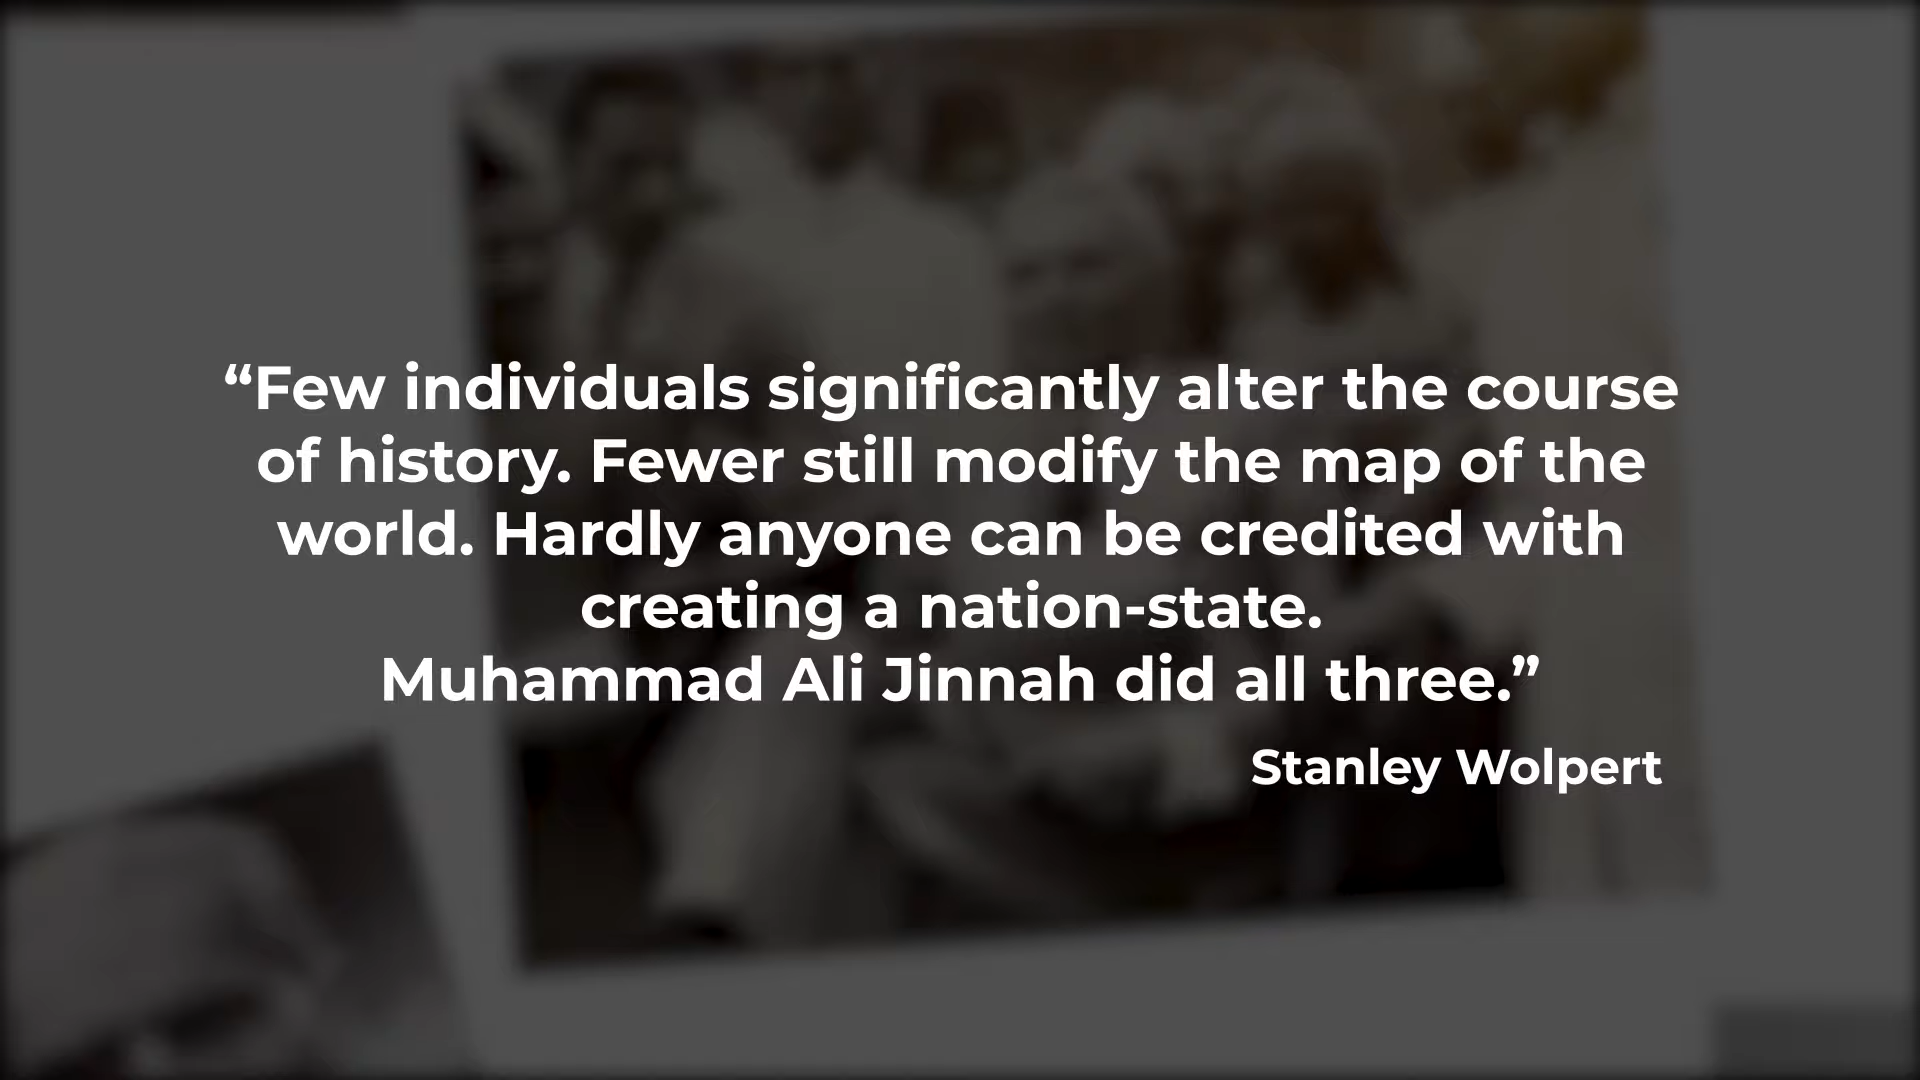 “Few individuals significantly alter the course
of history. Fewer still modify the map of the
world. Hardly anyone can be credited with
creating a nation-state.
Muhammad Ali Jinnah did all three.”
Stanley Wolpert